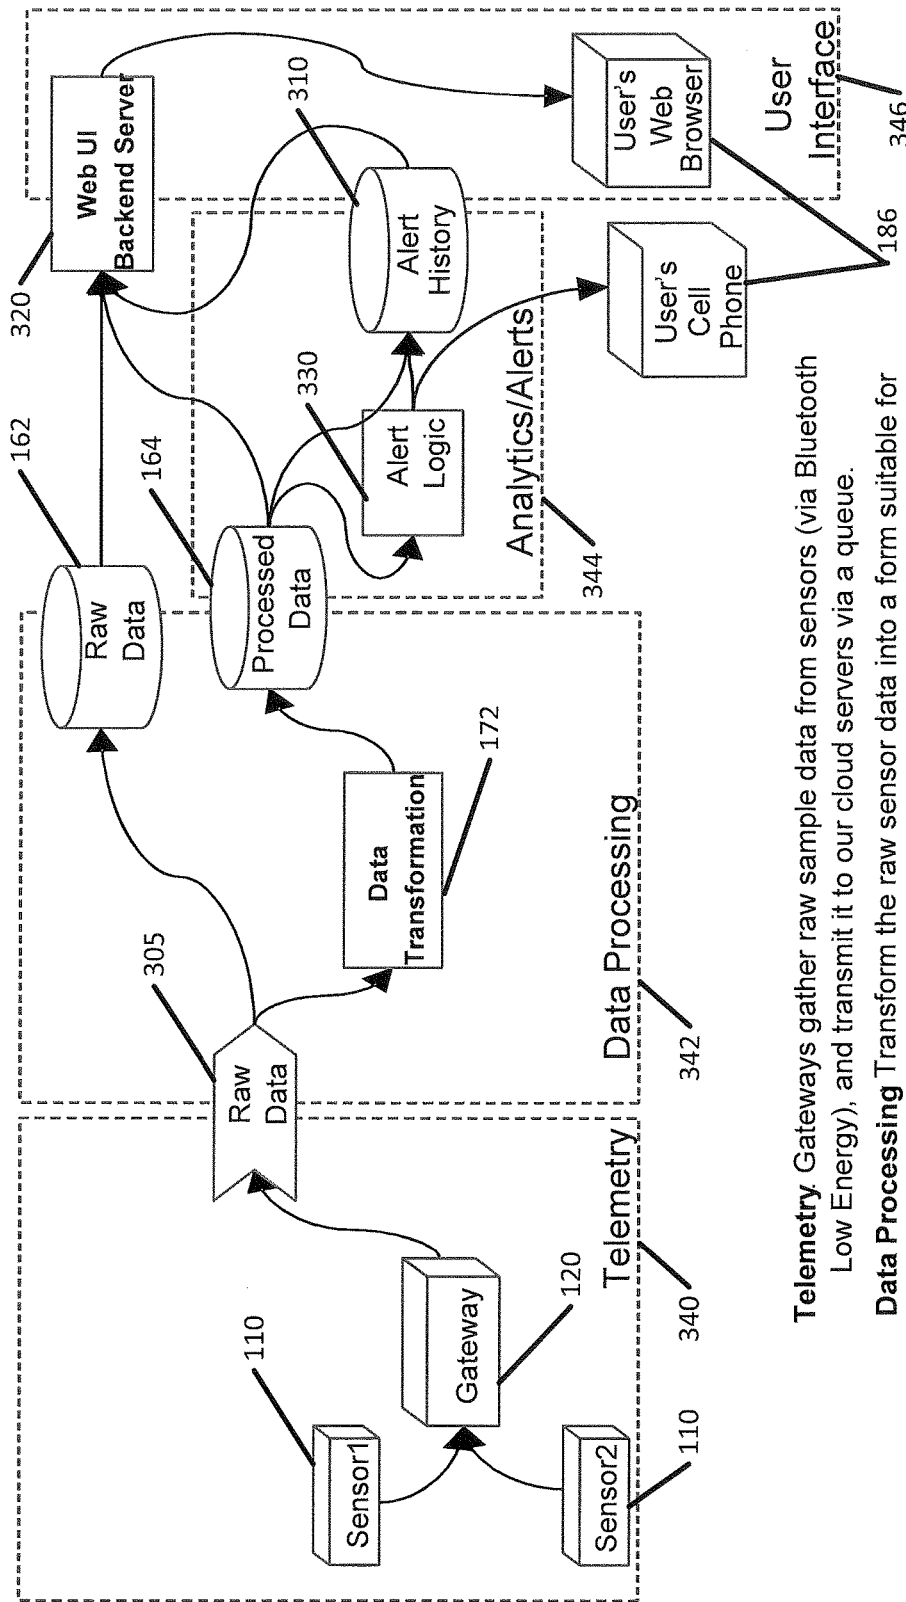 320
Web UI
Backend Server
310
162
Raw
Data
164
Processed
Data
330
Alert
Logic
Alert
History
Analytics/Alerts
344
User's
Cell
Phone
User's
Web
Browser
User
Interface
346
186
305
Raw
Data
Data
Transformation
172
Data Processing
342
110
Sensor1
Gateway
120
Sensor2
110
Telemetry
340
Telemetry. Gateways gather raw sample data from sensors (via Bluetooth
Low Energy), and transmit it to our cloud servers via a queue.
Data Processing Transform the raw sensor data into a form suitable for